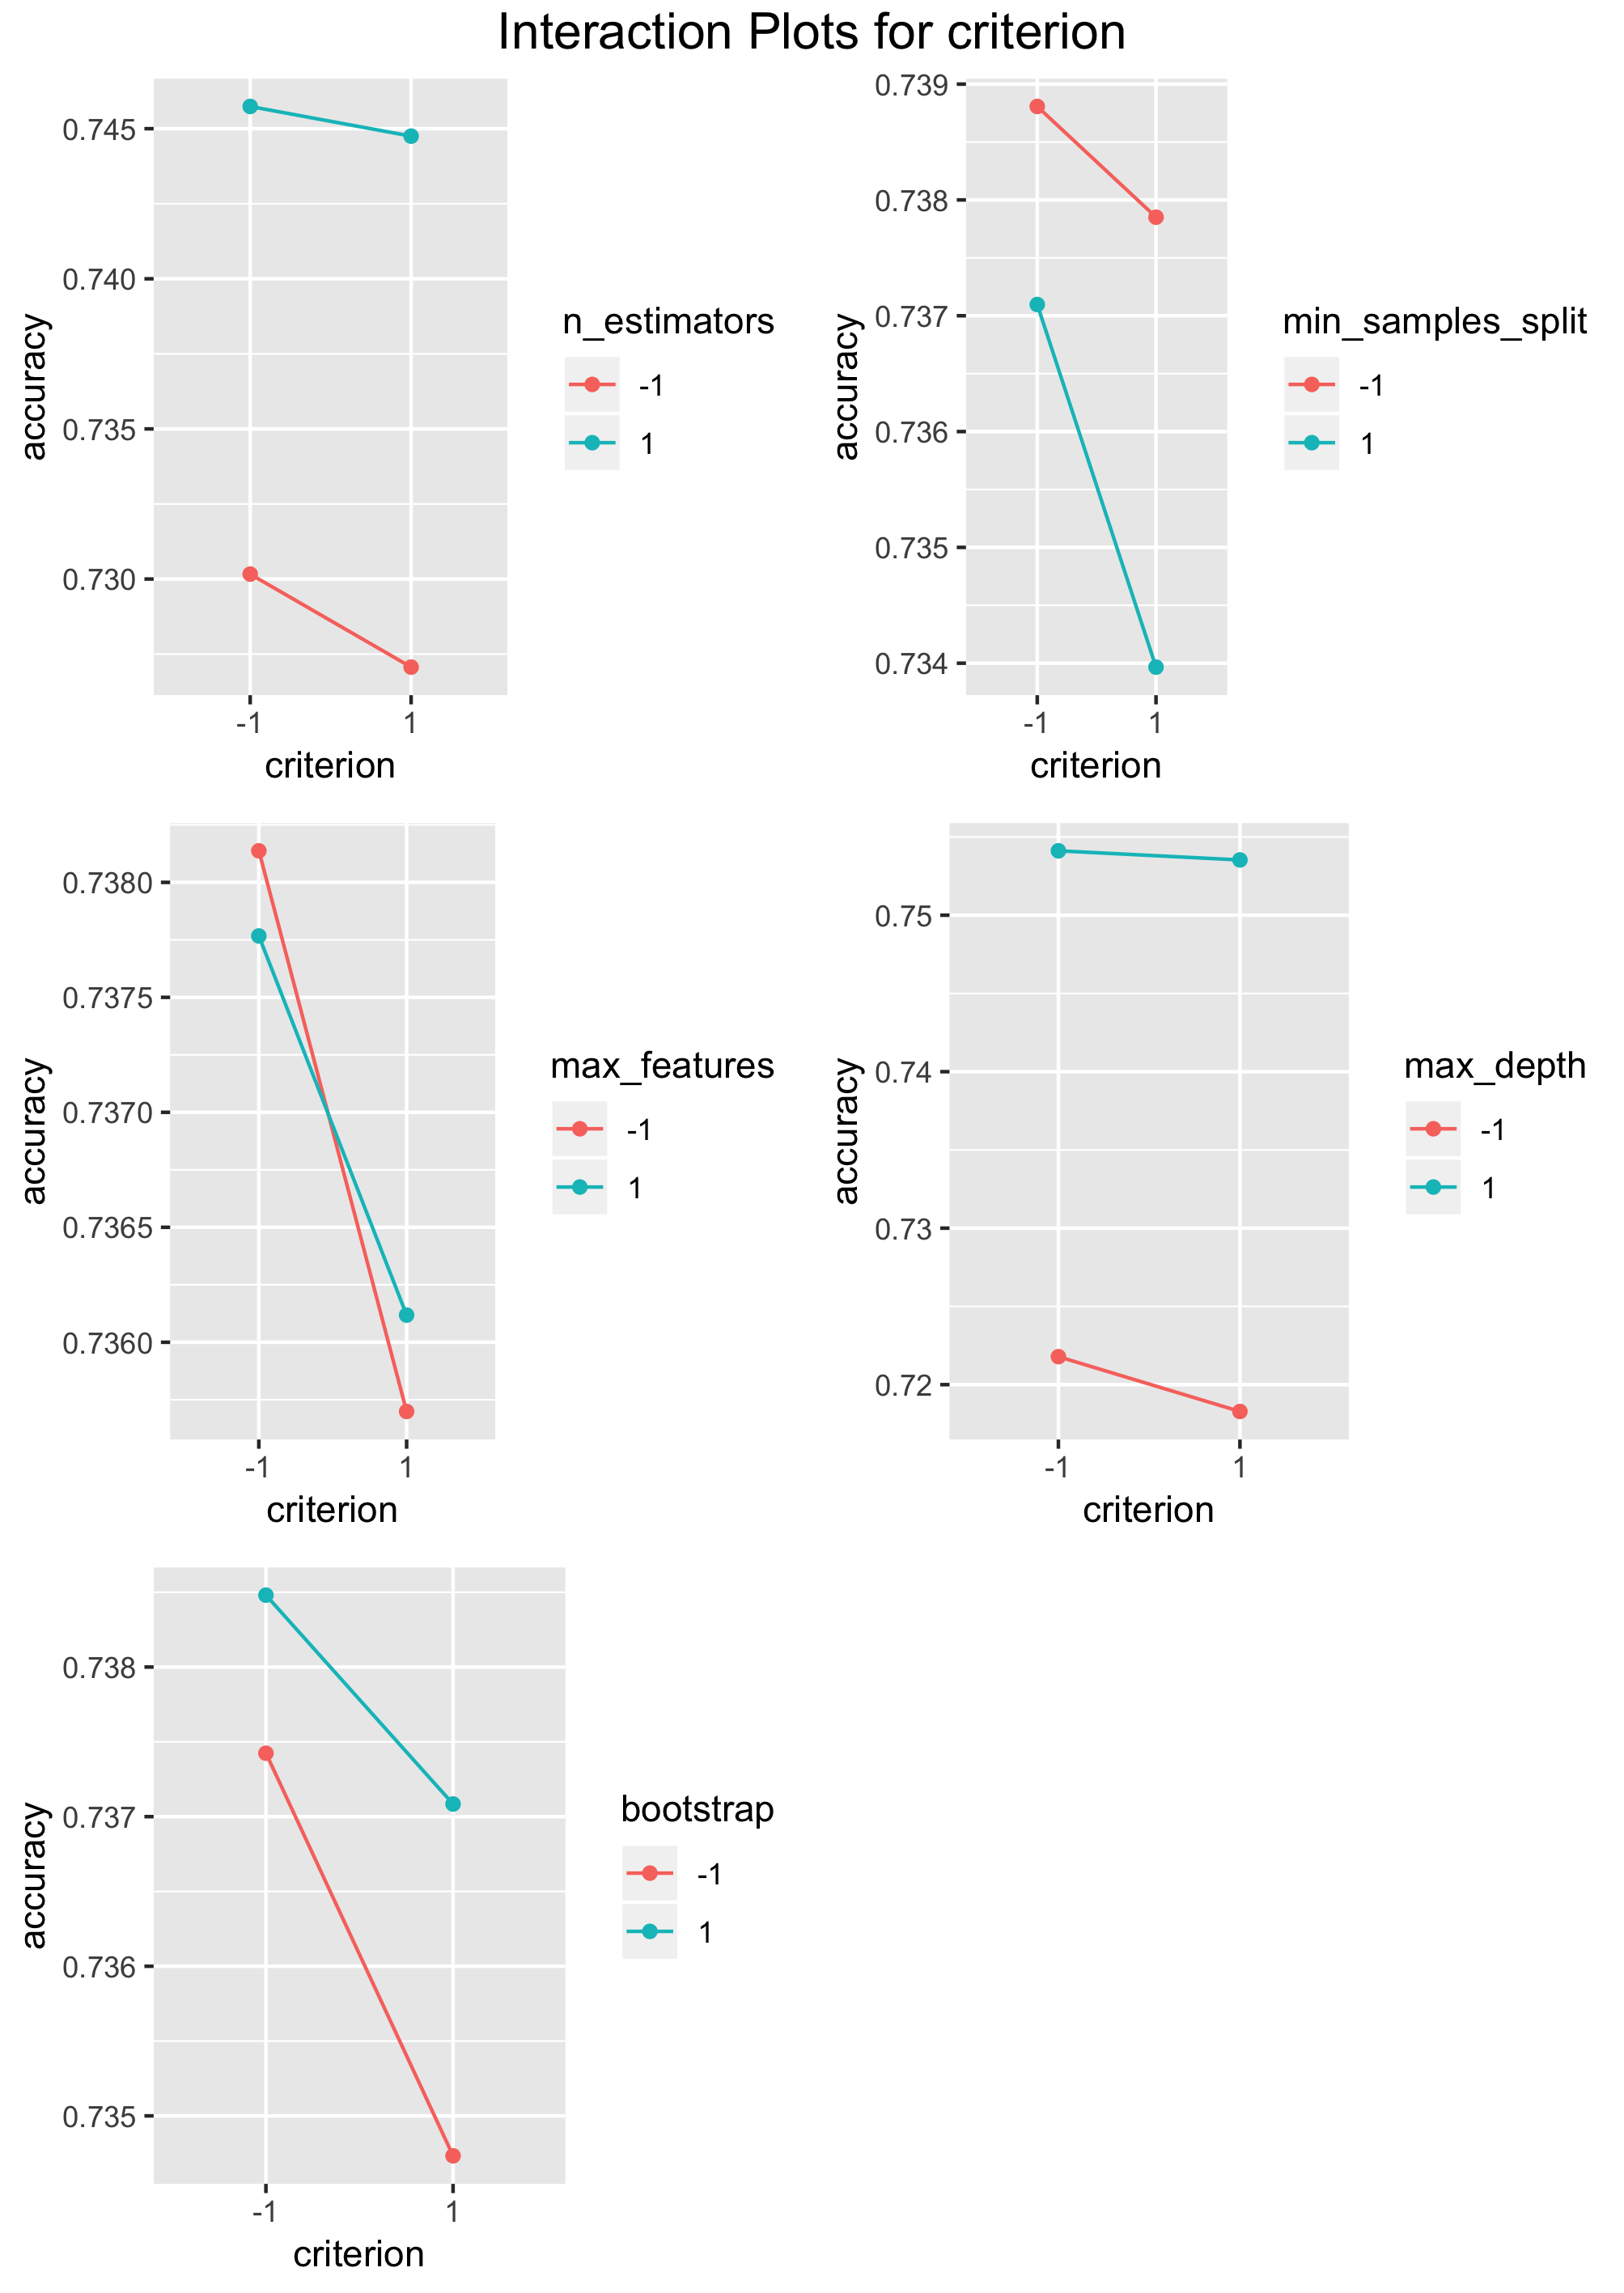 Interaction Plots for criterion
0.745
0.740
0.735
0.730
accuracy
-1 1
criterion
n_estimators
-1
1
0.739
0.738
0.737
0.736
0.735
0.734
accuracy
-1 1
criterion
min_samples_split
-1
1
0.7380
0.7375
0.7370
0.7365
0.7360
accuracy
-1 1
criterion
max_features
-1
1
0.75
0.74
0.73
0.72
accuracy
-1 1
criterion
max_depth
-1
1
0.738
0.737
0.736
0.735
accuracy
-1 1
criterion
bootstrap
-1
1